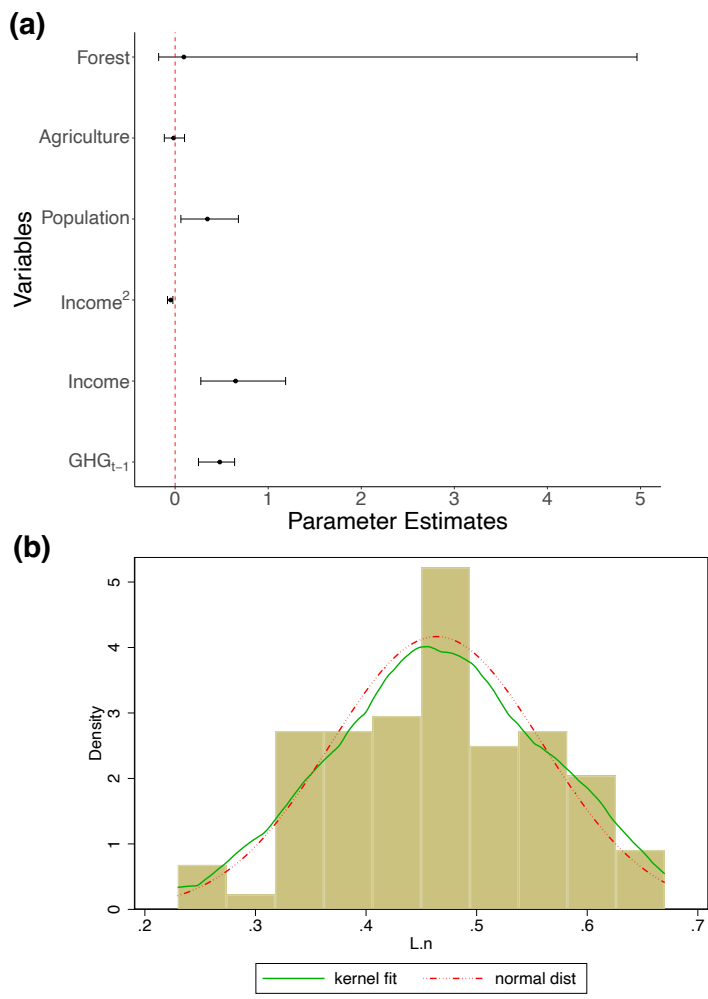 (a)
Forest
Agriculture
Population
Income²
Income
GHGₜ₋₁
Variables
0 1 2 3 4 5
Parameter Estimates
(b)
5
4
3
2
1
0
Density
.2 .3 .4 .5 .6 .7
L.n
kernel fit normal dist